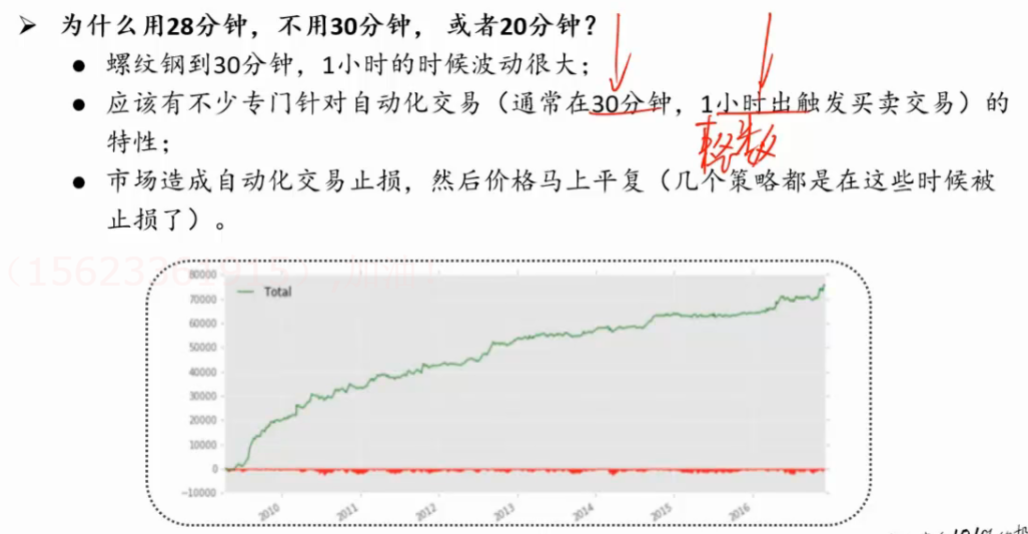 ➤ 为什么用28分钟，不用30分钟，或者20分钟？
● 螺纹钢到30分钟，1小时的时候波动很大；
● 应该有不少专门针对自动化交易（通常在30分钟，1小时出触发买卖交易）的
特性；
整数
● 市场造成自动化交易止损，然后价格马上平复（几个策略都是在这些时候被
止损了）。
80000
Total
70000
60000
50000
40000
30000
20000
10000
0
-10000
2010 2011 2012 2013 2014 2015 2016